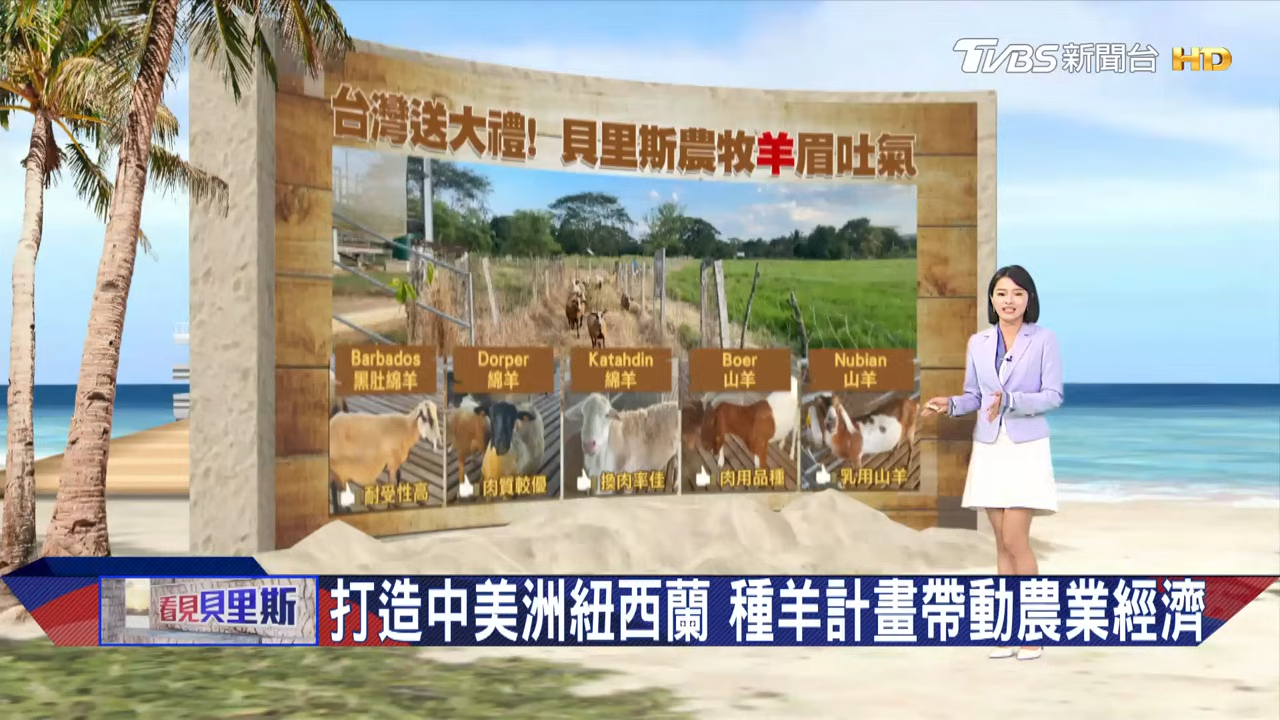 TVBS新聞台 HD
台灣送大禮! 貝里斯農牧羊眉吐氣
Barbados
黑肚綿羊
耐受性高
Dorper
綿羊
肉質較優
Katahdin
綿羊
換肉率佳
Boer
山羊
肉用品種
Nubian
山羊
乳用山羊
看見貝里斯
打造中美洲紐西蘭 種羊計畫帶動農業經濟